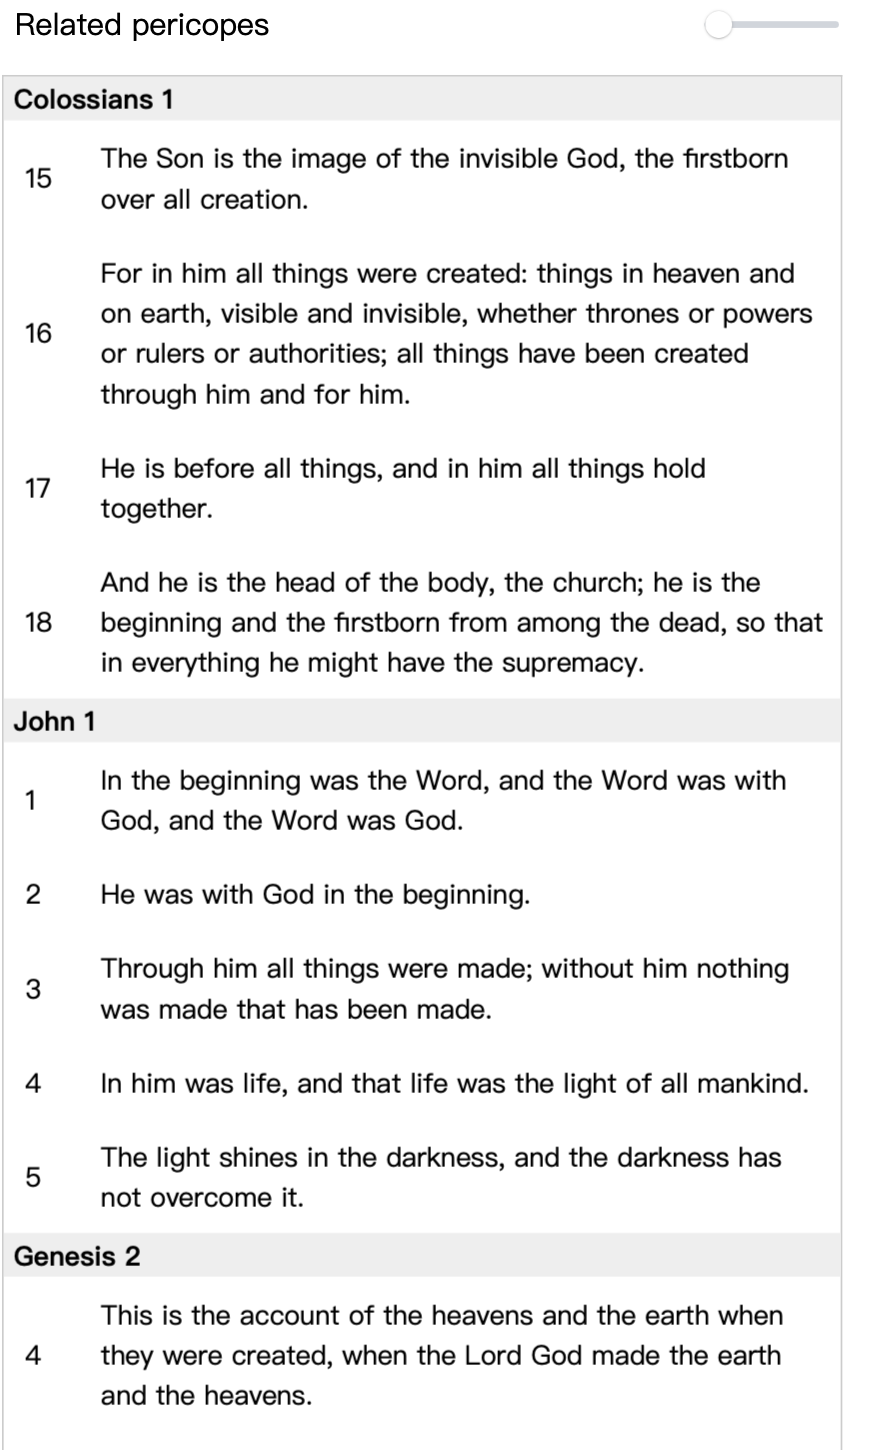 Related pericopes
Colossians 1
15
The Son is the image of the invisible God, the firstborn
over all creation.
16
For in him all things were created: things in heaven and
on earth, visible and invisible, whether thrones or powers
or rulers or authorities; all things have been created
through him and for him.
17
He is before all things, and in him all things hold
together.
18
And he is the head of the body, the church; he is the
beginning and the firstborn from among the dead, so that
in everything he might have the supremacy.
John 1
1
In the beginning was the Word, and the Word was with
God, and the Word was God.
2
He was with God in the beginning.
3
Through him all things were made; without him nothing
was made that has been made.
4
In him was life, and that life was the light of all mankind.
5
The light shines in the darkness, and the darkness has
not overcome it.
Genesis 2
4
This is the account of the heavens and the earth when
they were created, when the Lord God made the earth
and the heavens.